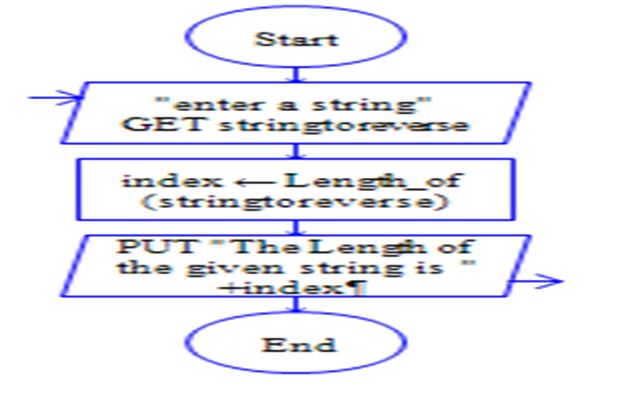 Start
"enter a string"
GET stringtoreverse
index ← Length_of
(stringtoreverse)
PUT "The Length of
the given string is "
+index¶
End